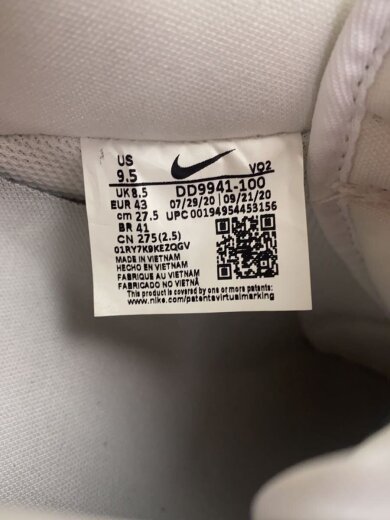 US
9.5 VO2
UK 8.5 DD9941-100
EUR 43 07/29/20 | 09/21/20
cm 27.5 UPC 00194954453156
BR 41
CN 275(2.5)
01RY7K9KEZQGV
MADE IN VIETNAM
HECHO EN VIETNAM
FABRIQUE AU VIETNAM
FABRICADO NO VIETNÃ
This product is covered by one or more patents:
www.nike.com/patentsvirtualmarking